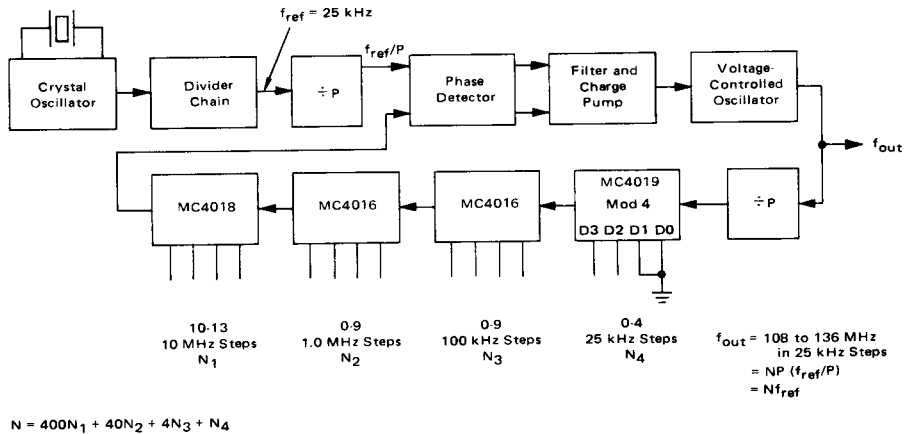 f_ref = 25 kHz
f_ref/P
Crystal
Oscillator
Divider
Chain
÷P
Phase
Detector
Filter and
Charge
Pump
Voltage-
Controlled
Oscillator
f_out
MC4018
MC4016
MC4016
MC4019
Mod 4
D3 D2 D1 D0
÷P
10-13
10 MHz Steps
N₁
0-9
1.0 MHz Steps
N₂
0-9
100 kHz Steps
N₃
0-4
25 kHz Steps
N₄
f_out = 108 to 136 MHz
in 25 kHz Steps
= NP (f_ref/P)
= Nf_ref
N = 400N₁ + 40N₂ + 4N₃ + N₄